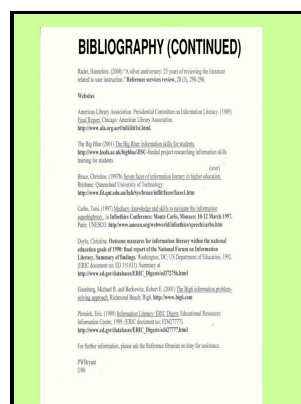 BIBLIOGRAPHY (CONTINUED)
Rader, Hannelore. (2000) "A silver anniversary: 25 years of reviewing the literature
related to user instruction." Reference services review, 28 (3), 290-296.
Websites
American Library Association. Presidential Committee on Information Literacy. (1989)
Final Report, Chicago: American Library Association.
http://www.ala.org/acrl/nili/ilit1st.html.
The Big Blue (2001) The Big Blue: information skills for students.
http://www.leeds.ac.uk/bigblue/JISC-funded project researching information skills
training for students.
(over)
Bruce, Christine. (1997b) Seven faces of information literacy in higher education.
Brisbane: Queensland University of Technology.
http://www.fit.qut.edu.au/InfoSys/bruce/inflit/faces/faces1.htm
Carbo, Toni. (1997) Mediacy: knowledge and skills to navigate the information
superhighway, in Infoethics Conference: Monte Carlo, Monaco: 10-12 March 1997.
Paris: UNESCO. http://www.unesco.org/webworld/infoethics/speech/carbo.htm
Doyle, Christina. Outcome measures for information literacy within the national
education goals of 1990: final report of the National Forum on Information
Literacy. Summary of findings. Washington, DC: US Department of Education, 1992.
(ERIC document no; ED 351033). Summary at
http://www.ed.gov/databases/ERIC_Digests/ed372756.html
Eisenberg, Michael B. and Berkowitz, Robert E. (2001) The Big6 information problem-
solving approach, Richmond Beach: Big6. http://www.big6.com
Plotnick, Eric. (1999) Information Literacy: ERIC Digest, Educational Resources
Information Centre, 1999. (ERIC document no; ED427777).
http://www.ed.gov/databases/ERIC_Digests/ed427777.html
For further information, please ask the Reference librarians on duty for assistance.
PWBryant
2/06